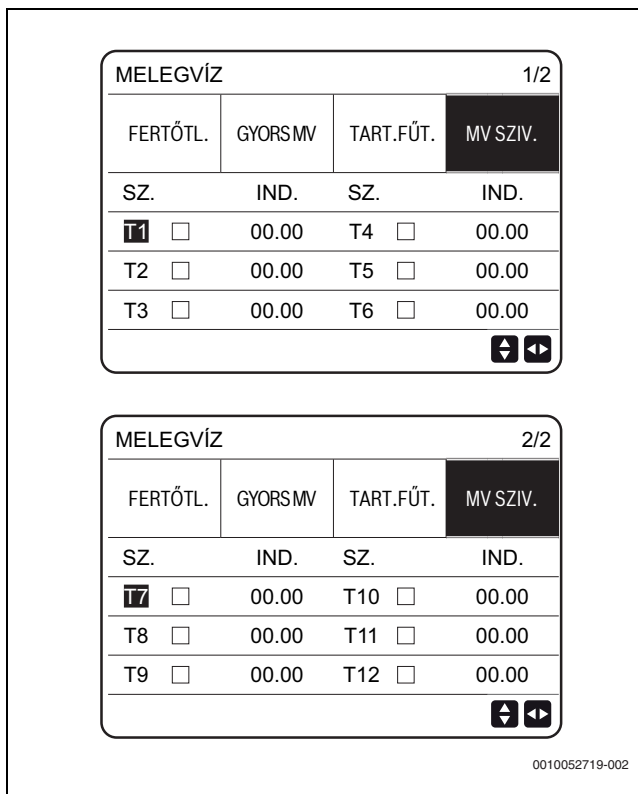 MELEGVÍZ 1/2
FERTŐTL. GYORS MV TART.FŰT. MV SZIV.
SZ. IND. SZ. IND.
T1 00.00 T4 00.00
T2 00.00 T5 00.00
T3 00.00 T6 00.00
MELEGVÍZ 2/2
FERTŐTL. GYORS MV TART.FŰT. MV SZIV.
SZ. IND. SZ. IND.
T7 00.00 T10 00.00
T8 00.00 T11 00.00
T9 00.00 T12 00.00
0010052719-002